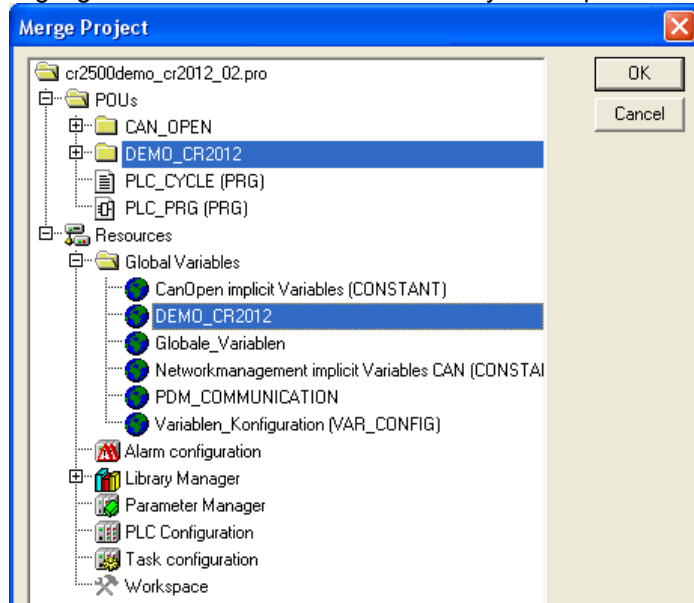 Merge Project
cr2500demo_cr2012_02.pro
OK
POUs
Cancel
CAN_OPEN
DEMO_CR2012
PLC_CYCLE (PRG)
PLC_PRG (PRG)
Resources
Global Variables
CanOpen implicit Variables (CONSTANT)
DEMO_CR2012
Globale_Variablen
Networkmanagement implicit Variables CAN (CONSTA
PDM_COMMUNICATION
Variablen_Konfiguration (VAR_CONFIG)
Alarm configuration
Library Manager
Parameter Manager
PLC Configuration
Task configuration
Workspace